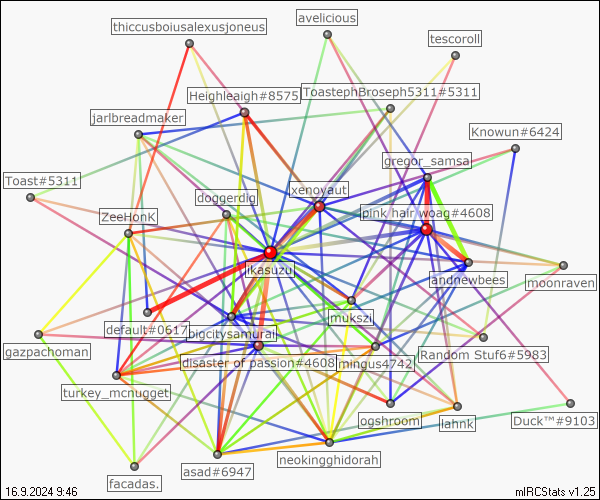 avelicious
thiccusboiusalexusjoneus
tescoroll
Heighleaigh#8575
ToastephBroseph5311#5311
jarlbreadmaker
Knowun#6424
gregor_samsa
Toast#5311
xenoyaut
doggerdig
ZeeHonK
pink hair woag#4608
jikasuzu
andnewbees
moonraven
mukszi
default#0617
bigcitysamurai
gazpachoman
Random Stuf6#5983
disaster of passion#4608
mingus4742
turkey_mcnugget
ogshroom
lahnk
Duck™#9103
neokingghidorah
asad#6947
facadas.
16.9.2024 9:46
mIRCStats v1.25